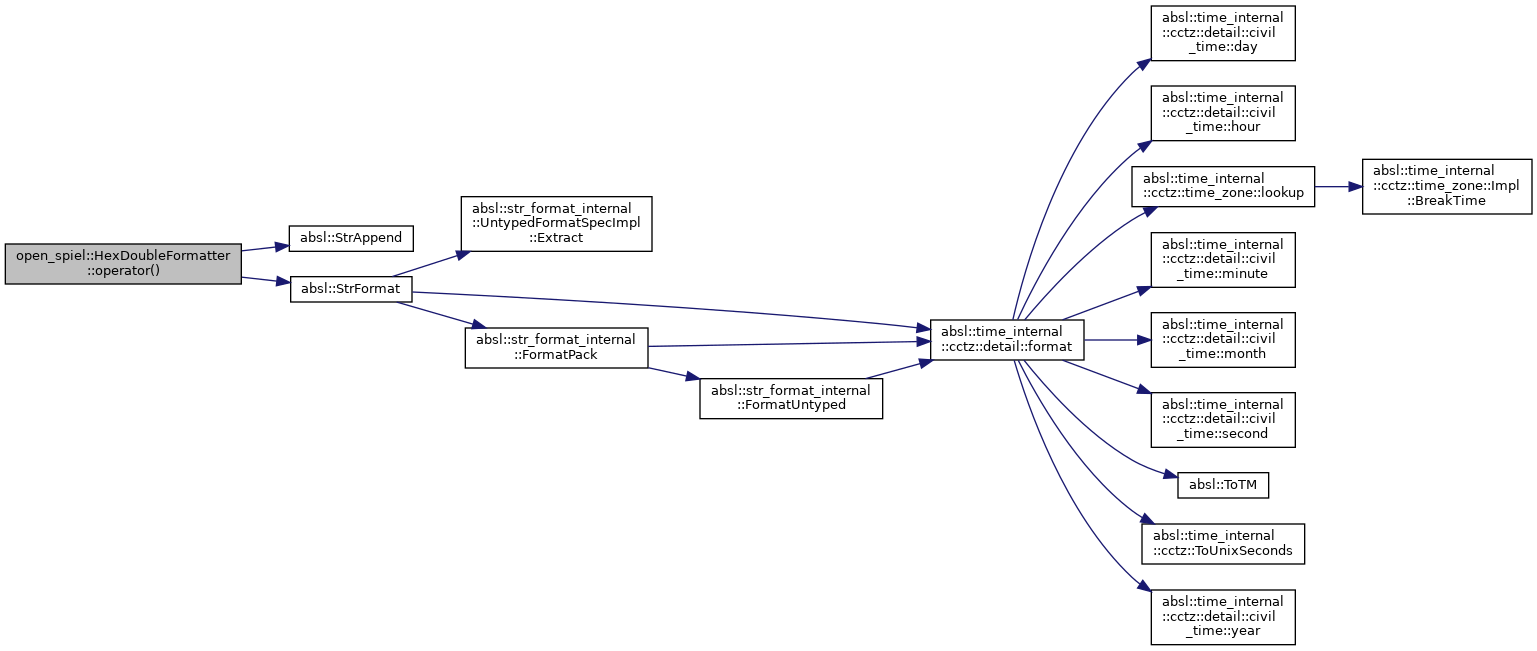 open_spiel::HexDoubleFormatter
::operator()
absl::StrAppend
absl::StrFormat
absl::str_format_internal
::UntypedFormatSpecImpl
::Extract
absl::str_format_internal
::FormatPack
absl::str_format_internal
::FormatUntyped
absl::time_internal
::cctz::detail::format
absl::time_internal
::cctz::detail::civil
_time::day
absl::time_internal
::cctz::detail::civil
_time::hour
absl::time_internal
::cctz::time_zone::lookup
absl::time_internal
::cctz::time_zone::Impl
::BreakTime
absl::time_internal
::cctz::detail::civil
_time::minute
absl::time_internal
::cctz::detail::civil
_time::month
absl::time_internal
::cctz::detail::civil
_time::second
absl::ToTM
absl::time_internal
::cctz::ToUnixSeconds
absl::time_internal
::cctz::detail::civil
_time::year